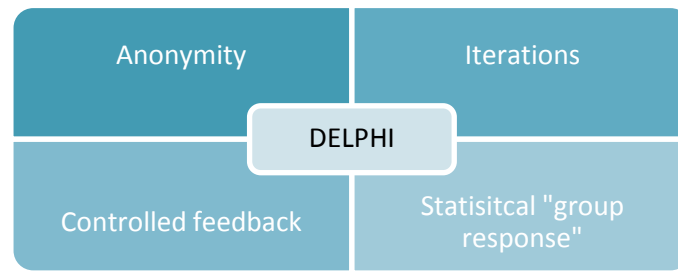 Anonymity
Iterations
DELPHI
Controlled feedback
Statisitcal "group
response"